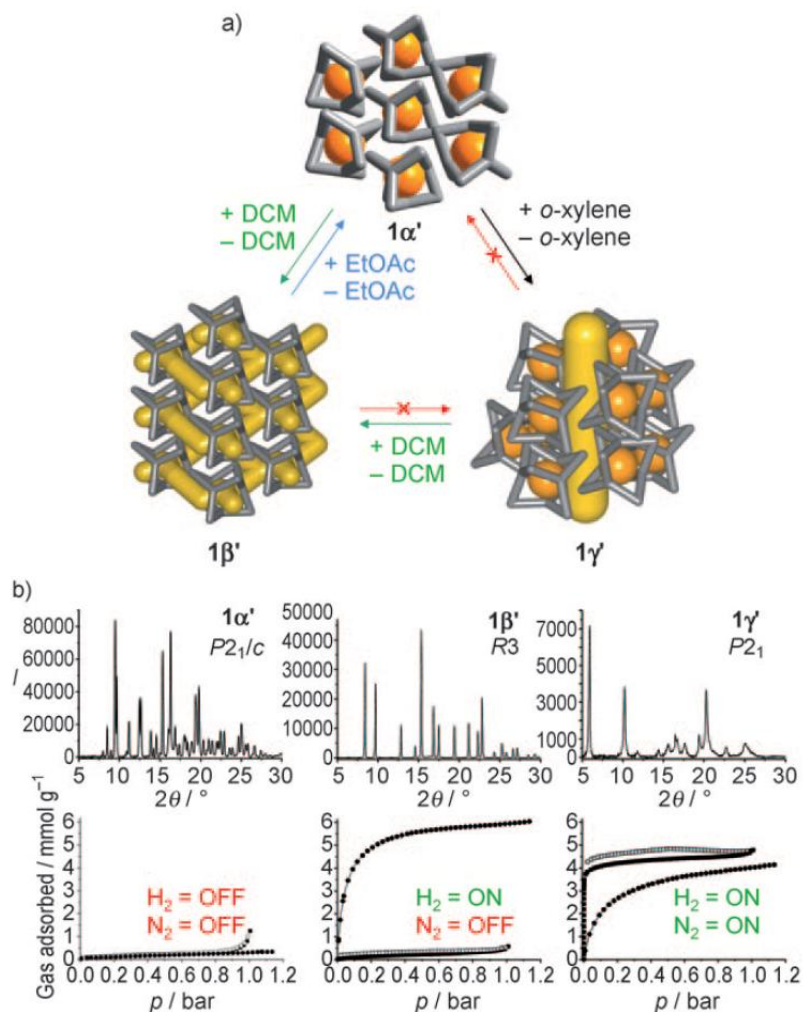 a)
1α'
+ DCM
– DCM
+ EtOAc
– EtOAc
+ o-xylene
– o-xylene
+ DCM
– DCM
1β'
1γ'
b)
1α'
P2₁/c
80000
60000
40000
20000
0
I
5 10 15 20 25 30
2θ / °
1β'
R3
50000
40000
30000
20000
10000
0
5 10 15 20 25 30
2θ / °
1γ'
P2₁
7000
5000
3000
1000
5 10 15 20 25 30
2θ / °
Gas adsorbed / mmol g⁻¹
6
5
4
3
2
1
0
H₂ = OFF
N₂ = OFF
0.0 0.2 0.4 0.6 0.8 1.0 1.2
p / bar
6
5
4
3
2
1
0
H₂ = ON
N₂ = OFF
0.0 0.2 0.4 0.6 0.8 1.0 1.2
p / bar
6
5
4
3
2
1
0
H₂ = ON
N₂ = ON
0.0 0.2 0.4 0.6 0.8 1.0 1.2
p / bar